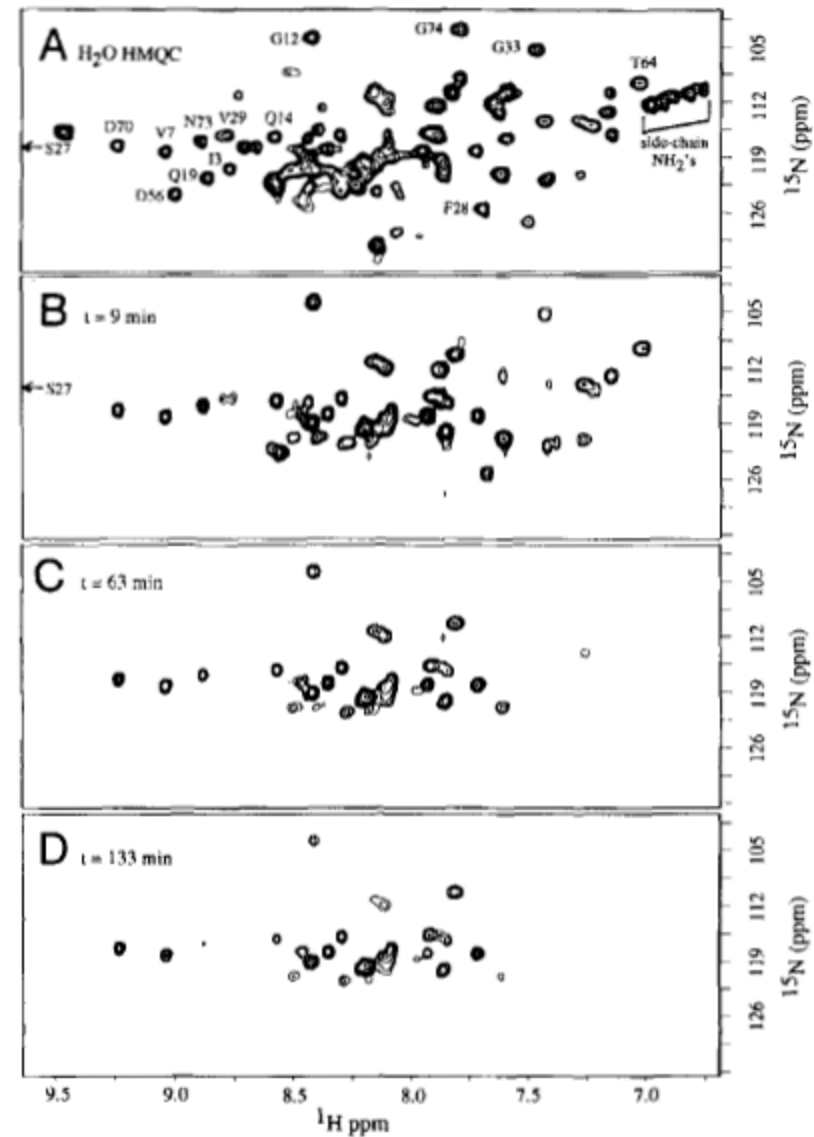 A H₂O HMQC
G12
G74
G33
T64
105
112
119
126
15N (ppm)
D70
V7
N73
V29
Q14
S27
I3
Q19
D56
F28
side-chain
NH₂'s
B t = 9 min
S27
105
112
119
126
15N (ppm)
C t = 63 min
105
112
119
126
15N (ppm)
D t = 133 min
105
112
119
126
15N (ppm)
9.5 9.0 8.5 8.0 7.5 7.0
1H ppm